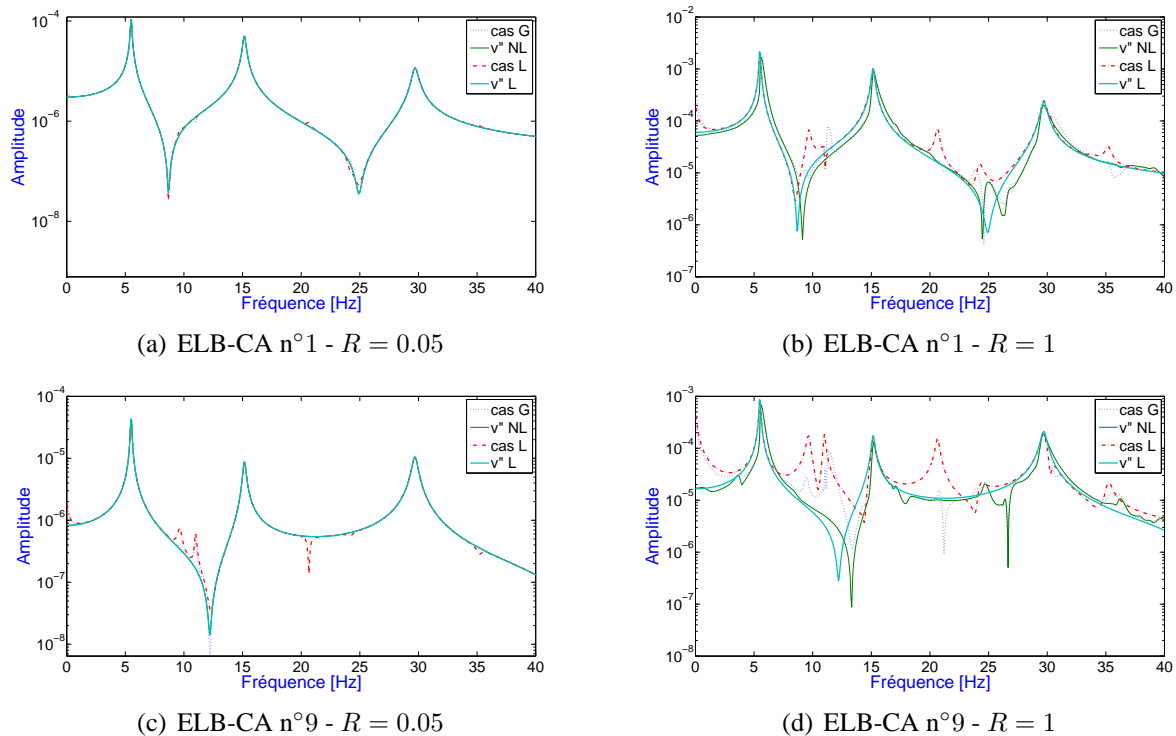 10⁻⁴
10⁻⁶
10⁻⁸
Amplitude
0 5 10 15 20 25 30 35 40
Fréquence [Hz]
cas G
v" NL
cas L
v" L
(a) ELB-CA n°1 - R = 0.05
10⁻²
10⁻³
10⁻⁴
10⁻⁵
10⁻⁶
10⁻⁷
Amplitude
0 5 10 15 20 25 30 35 40
Fréquence [Hz]
cas G
v" NL
cas L
v" L
(b) ELB-CA n°1 - R = 1
10⁻⁴
10⁻⁵
10⁻⁶
10⁻⁷
10⁻⁸
Amplitude
0 5 10 15 20 25 30 35 40
Fréquence [Hz]
cas G
v" NL
cas L
v" L
(c) ELB-CA n°9 - R = 0.05
10⁻³
10⁻⁴
10⁻⁵
10⁻⁶
10⁻⁷
10⁻⁸
Amplitude
0 5 10 15 20 25 30 35 40
Fréquence [Hz]
cas G
v" NL
cas L
v" L
(d) ELB-CA n°9 - R = 1